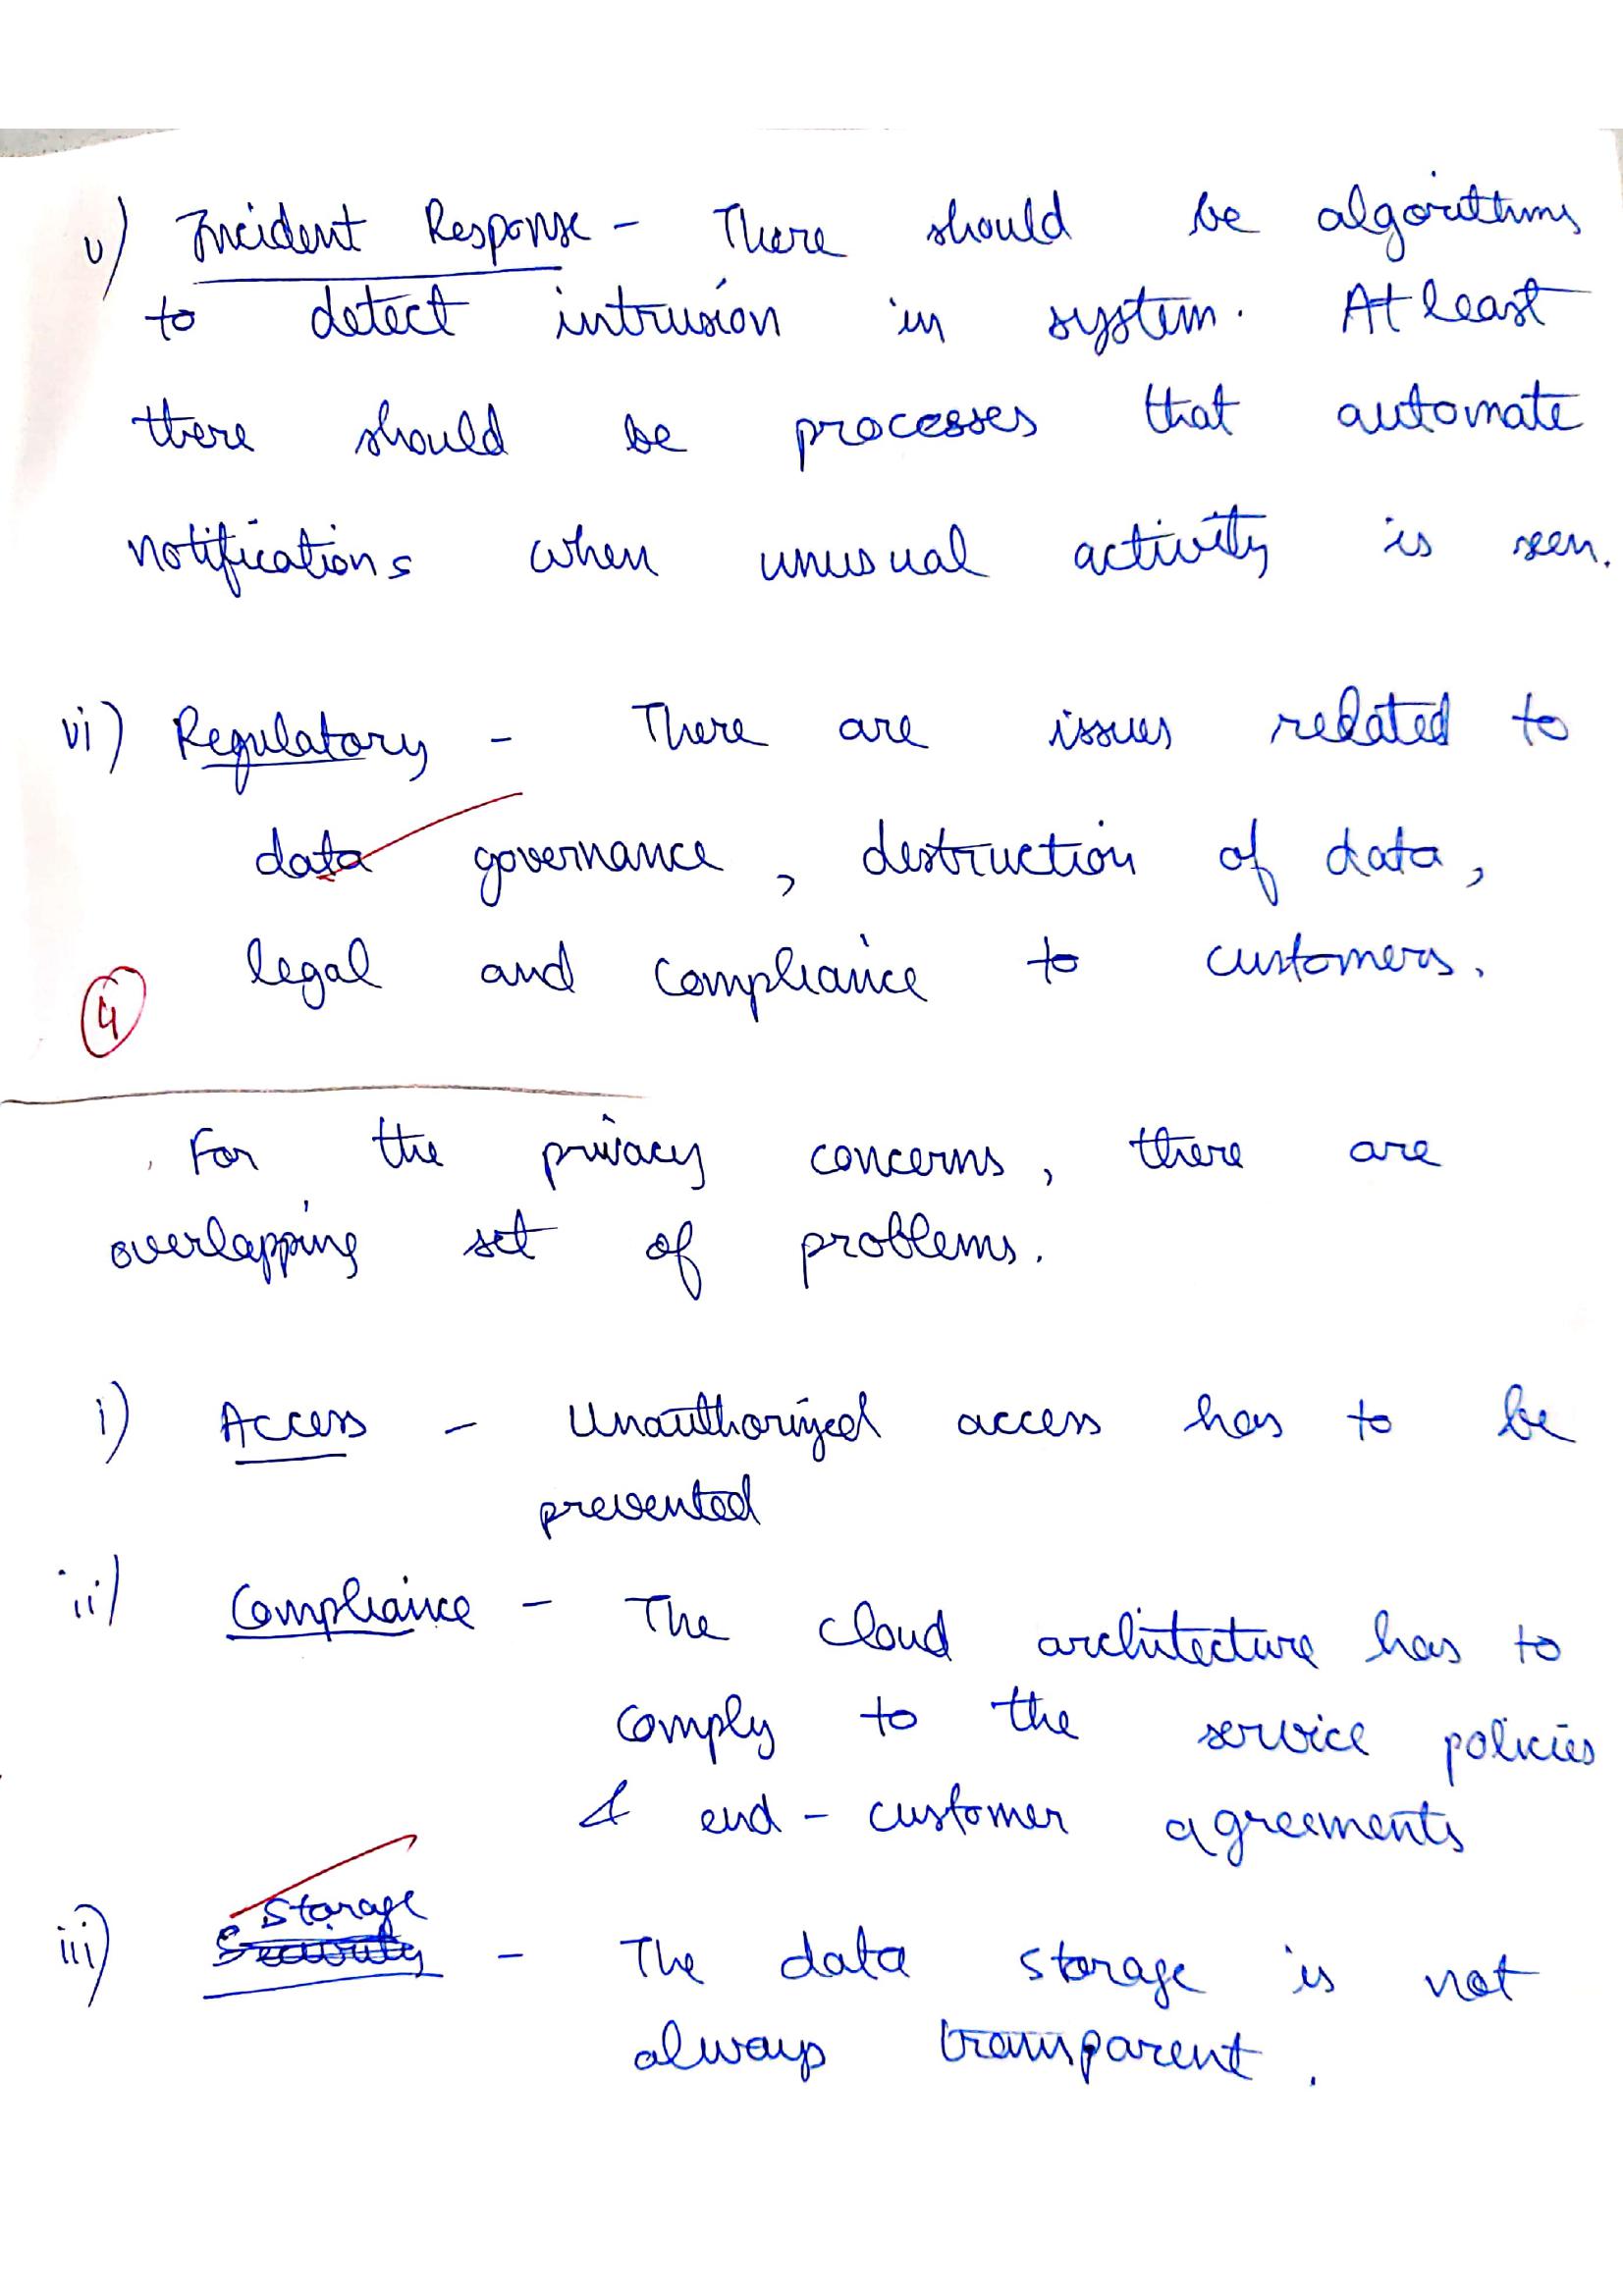 v) Incident Response - There should be algorithms
to detect intrusion in system. At least
there should be processes that automate
notifications when unusual activity is seen.
vi) Regulatory - There are issues related to
data governance, destruction of data,
legal and compliance to customers.
4
For the privacy concerns, there are
overlapping set of problems.
i) Access - Unauthorized access has to be
prevented
ii) Compliance - The cloud architecture has to
comply to the service policies
& end-customer agreements
Storage
iii) Security - The data storage is not
always transparent.